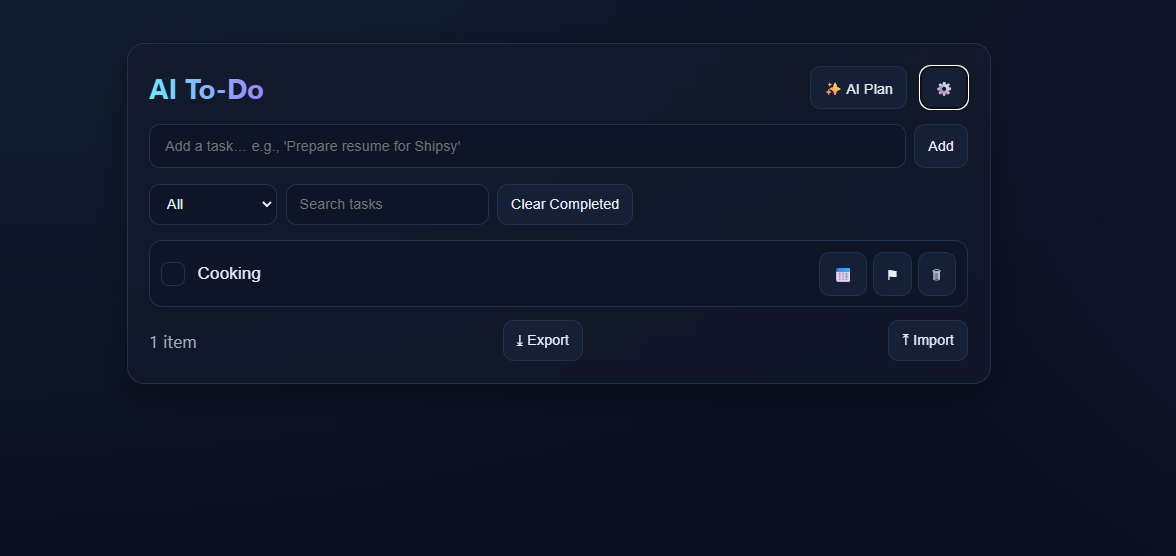 AI To-Do
✨ AI Plan
Add a task... e.g., 'Prepare resume for Shipsy'
Add
All
Search tasks
Clear Completed
Cooking
1 item
⤓ Export
⤒ Import